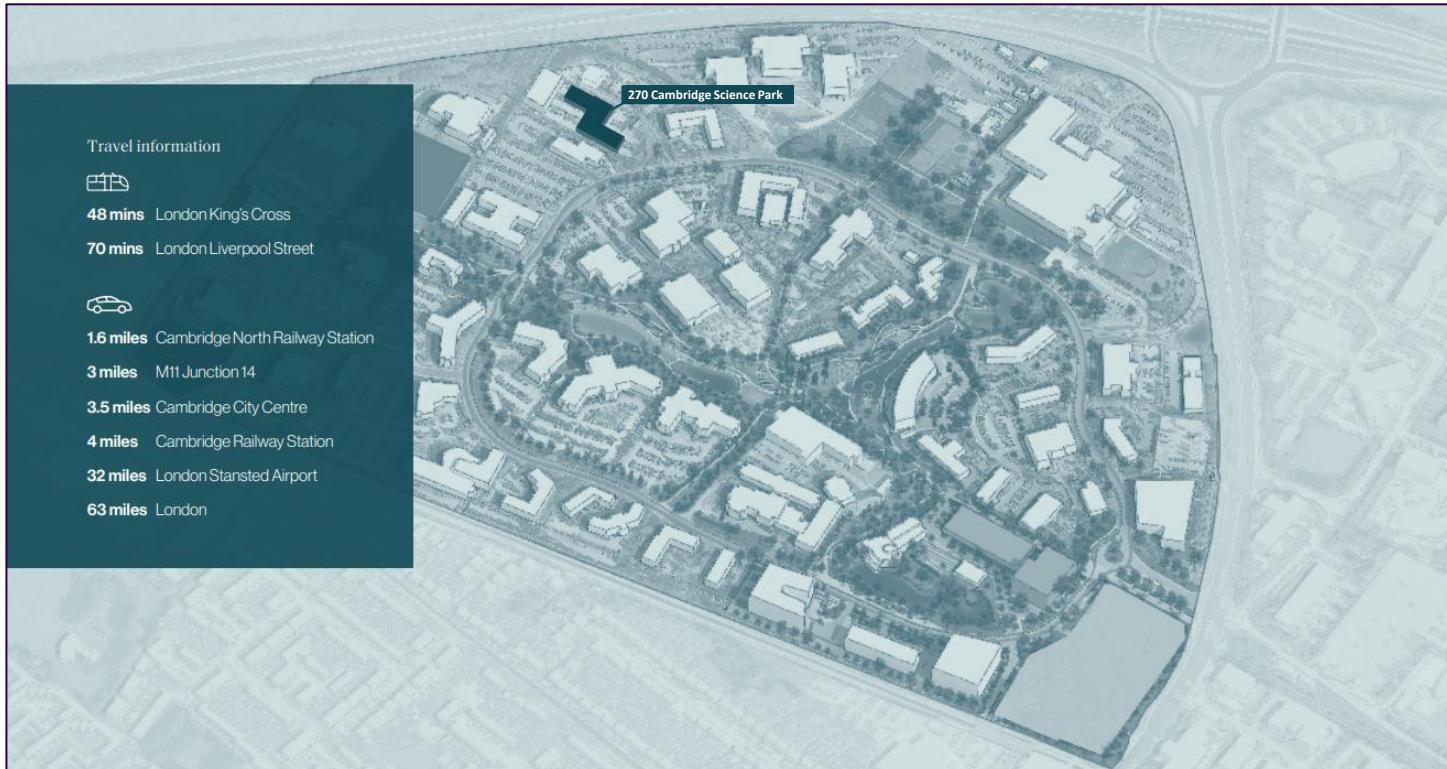 270 Cambridge Science Park
Travel information
48 mins London King's Cross
70 mins London Liverpool Street
1.6 miles Cambridge North Railway Station
3 miles M11 Junction 14
3.5 miles Cambridge City Centre
4 miles Cambridge Railway Station
32 miles London Stansted Airport
63 miles London